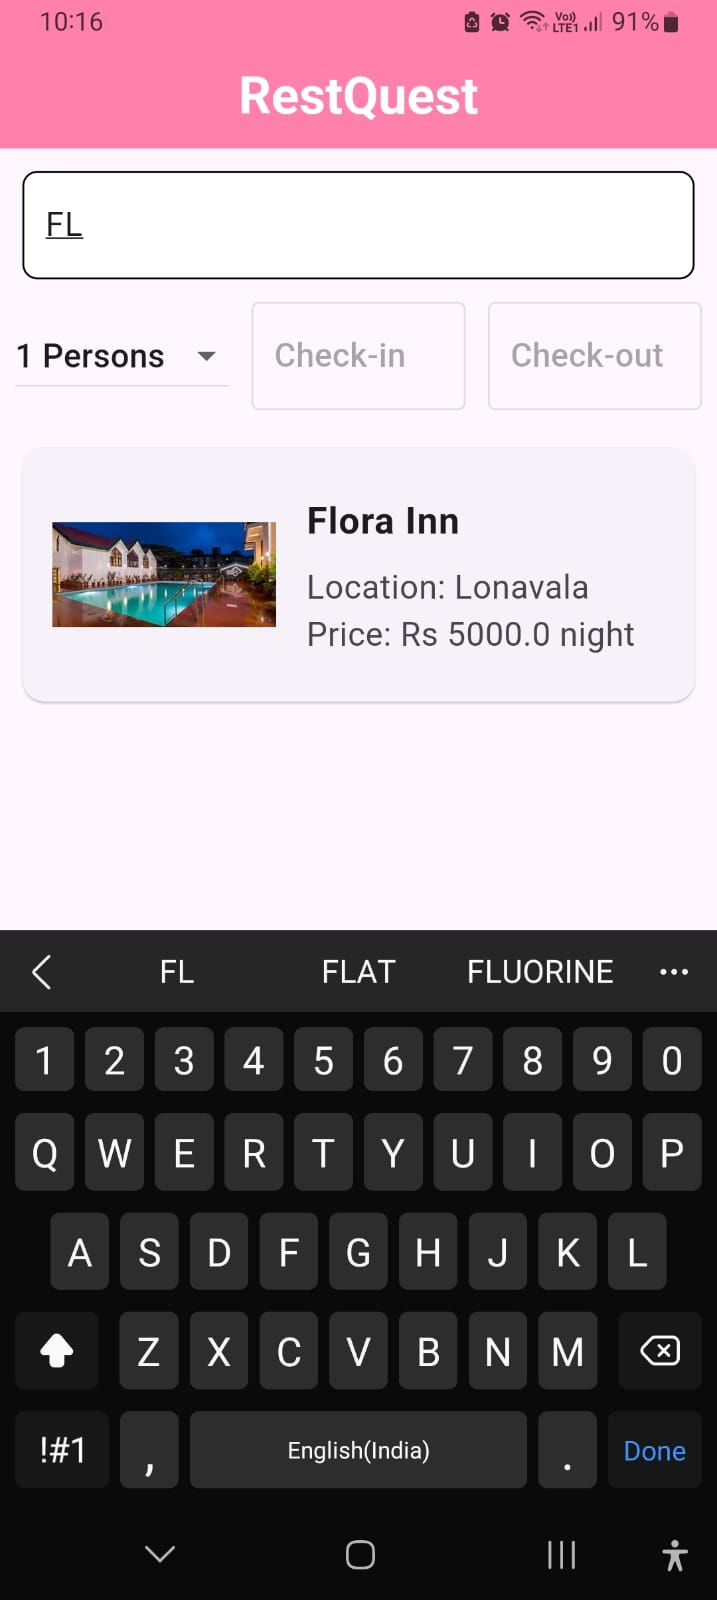 10:16 Vo)) LTE1 91%
RestQuest
FL
1 Persons Check-in Check-out
Flora Inn
Location: Lonavala
Price: Rs 5000.0 night
FL FLAT FLUORINE ...
1 2 3 4 5 6 7 8 9 0
Q W E R T Y U I O P
A S D F G H J K L
Z X C V B N M
!#1 , English(India) . Done